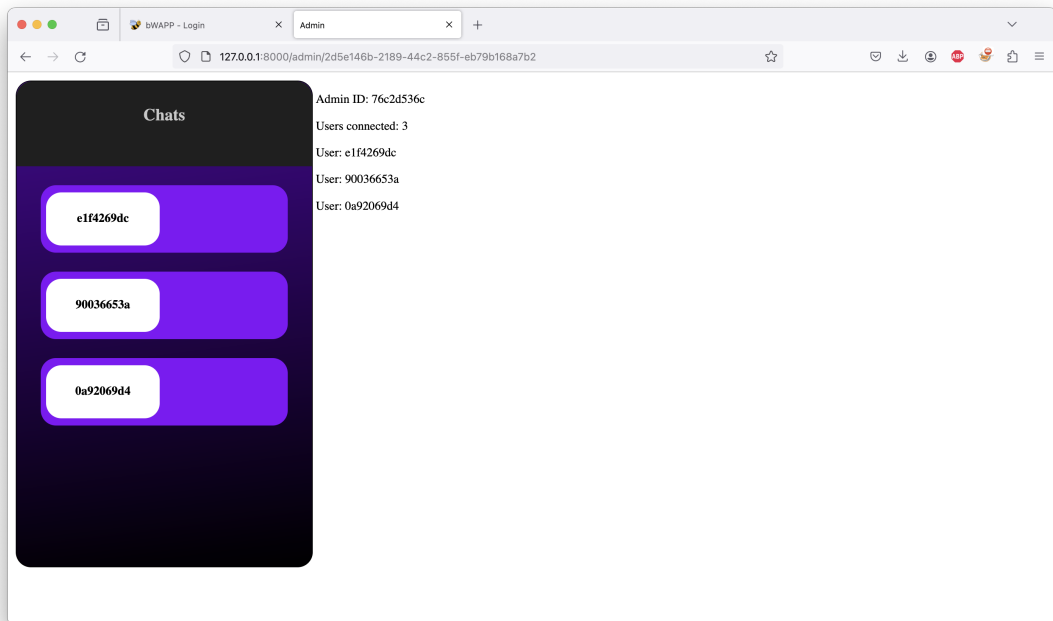 bWAPP - Login
Admin
127.0.0.1:8000/admin/2d5e146b-2189-44c2-855f-eb79b168a7b2
ABP
Chats
e1f4269dc
90036653a
0a92069d4
Admin ID: 76c2d536c
Users connected: 3
User: e1f4269dc
User: 90036653a
User: 0a92069d4